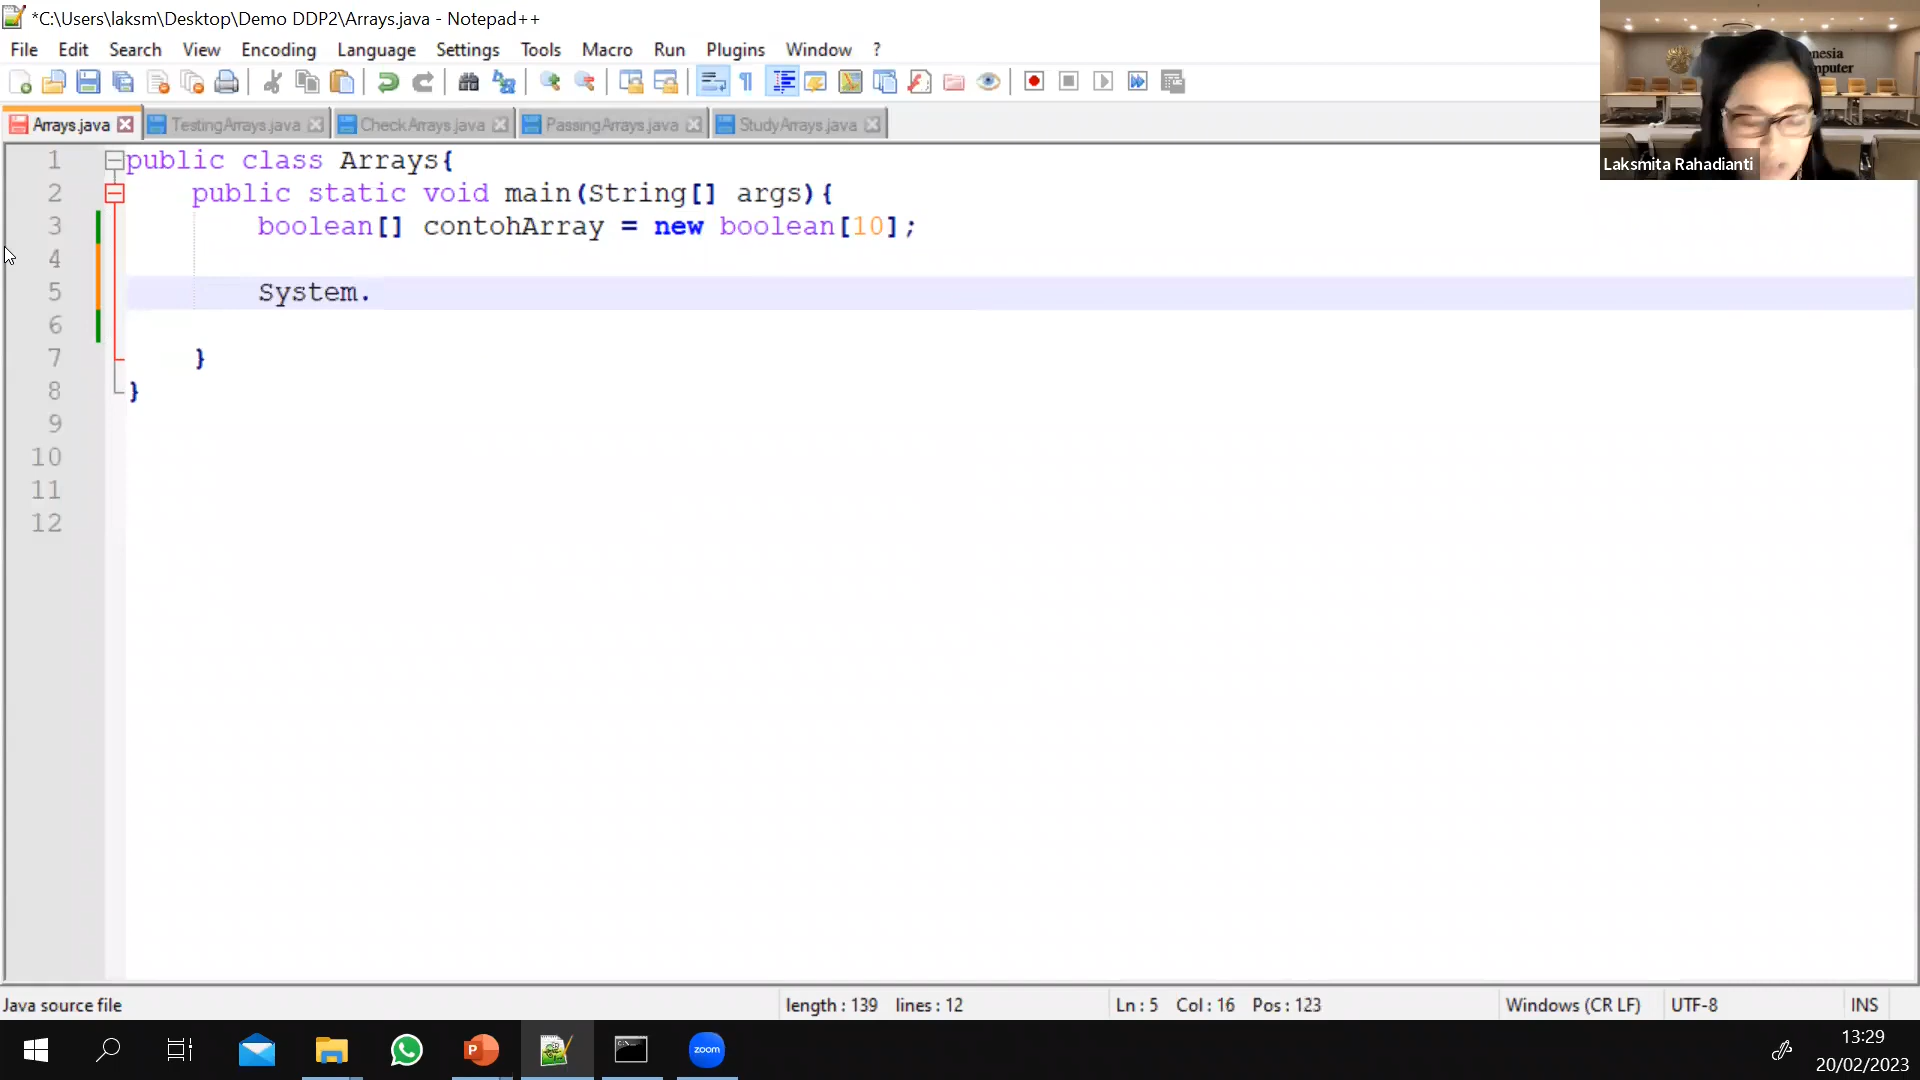 *C:\Users\laksm\Desktop\Demo DDP2\Arrays.java - Notepad++
File Edit Search View Encoding Language Settings Tools Macro Run Plugins Window ?
Arrays.java TestingArrays.java CheckArrays.java PassingArrays.java StudyArrays.java
1 public class Arrays{
2 public static void main(String[] args){
3 boolean[] contohArray = new boolean[10];
4
5 System.
6
7 }
8 }
9
10
11
12
Laksmita Rahadianti
Java source file length : 139 lines : 12 Ln : 5 Col : 16 Pos : 123 Windows (CR LF) UTF-8 INS
zoom
13:29
20/02/2023